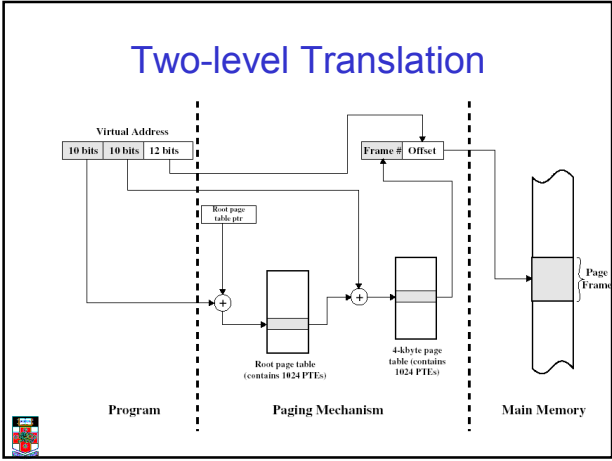 Two-level Translation
Virtual Address
10 bits 10 bits 12 bits
Frame # Offset
Root page
table ptr
+
+
Page
Frame
Root page table
(contains 1024 PTEs)
4-kbyte page
table (contains
1024 PTEs)
Program
Paging Mechanism
Main Memory